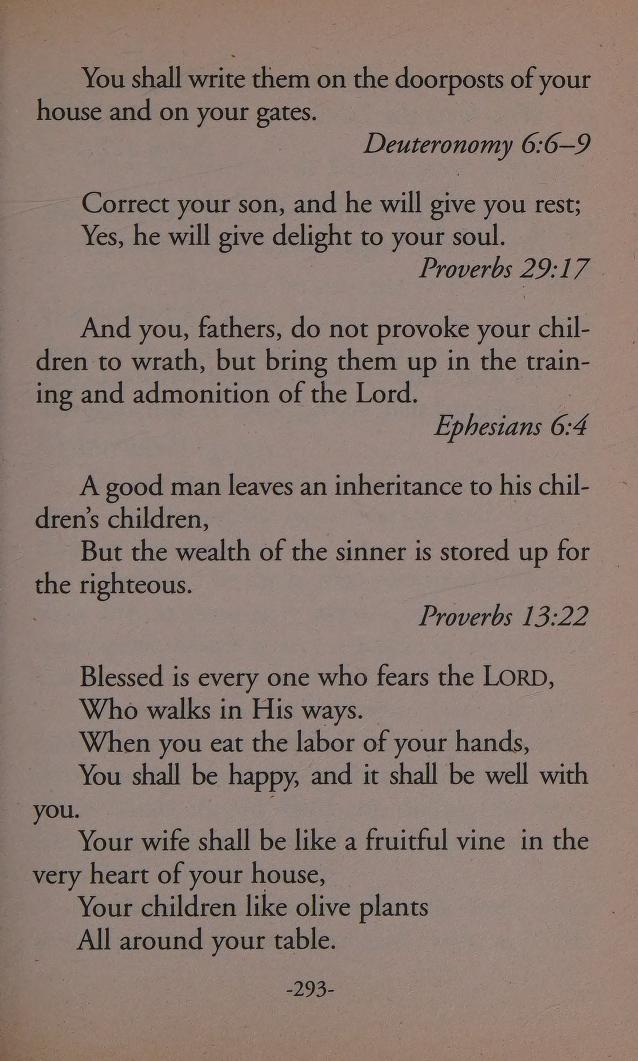 You shall write them on the doorposts of your
house and on your gates.
Deuteronomy 6:6–9
Correct your son, and he will give you rest;
Yes, he will give delight to your soul.
Proverbs 29:17
And you, fathers, do not provoke your chil-
dren to wrath, but bring them up in the train-
ing and admonition of the Lord.
Ephesians 6:4
A good man leaves an inheritance to his chil-
dren's children,
But the wealth of the sinner is stored up for
the righteous.
Proverbs 13:22
Blessed is every one who fears the LORD,
Who walks in His ways.
When you eat the labor of your hands,
You shall be happy, and it shall be well with
you.
Your wife shall be like a fruitful vine in the
very heart of your house,
Your children like olive plants
All around your table.
-293-